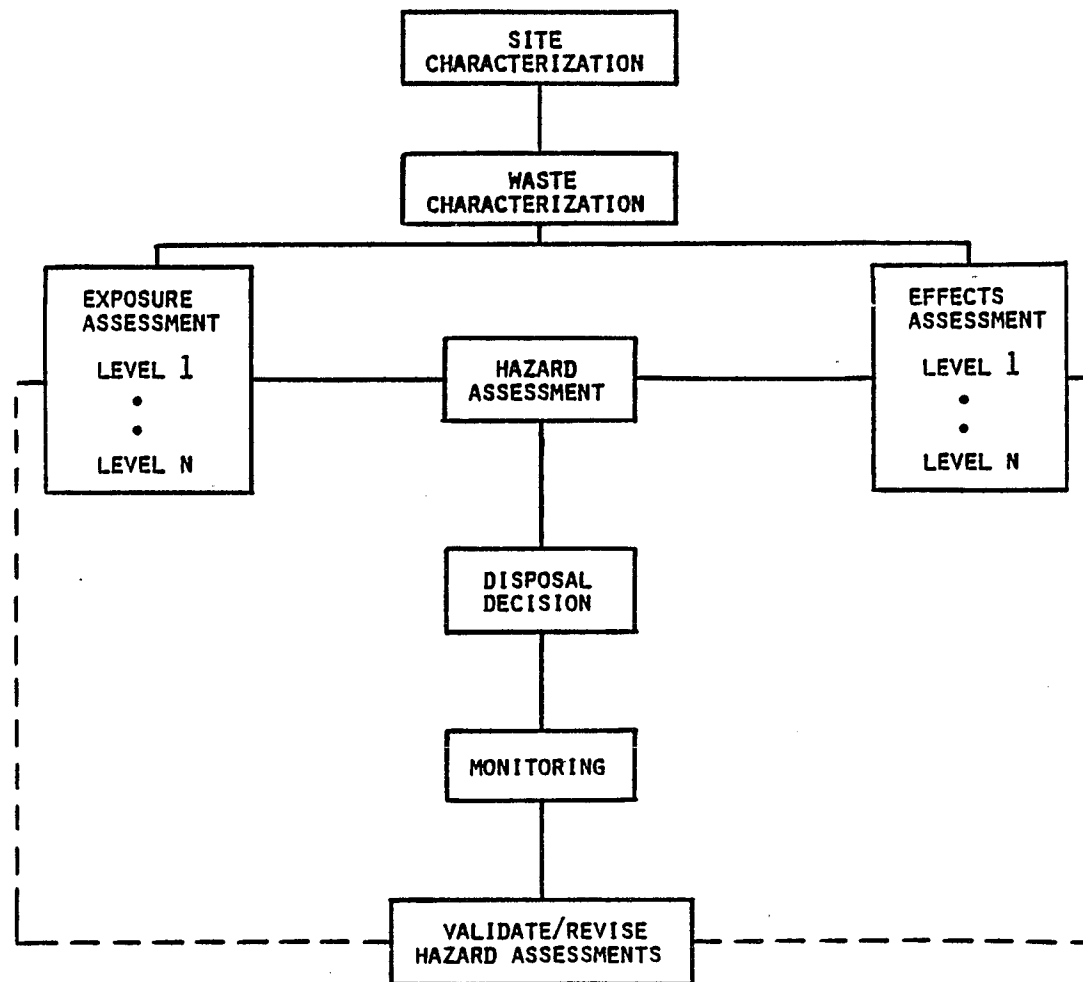 SITE
CHARACTERIZATION
WASTE
CHARACTERIZATION
EXPOSURE
ASSESSMENT
LEVEL 1
LEVEL N
HAZARD
ASSESSMENT
EFFECTS
ASSESSMENT
LEVEL 1
LEVEL N
DISPOSAL
DECISION
MONITORING
VALIDATE/REVISE
HAZARD ASSESSMENTS